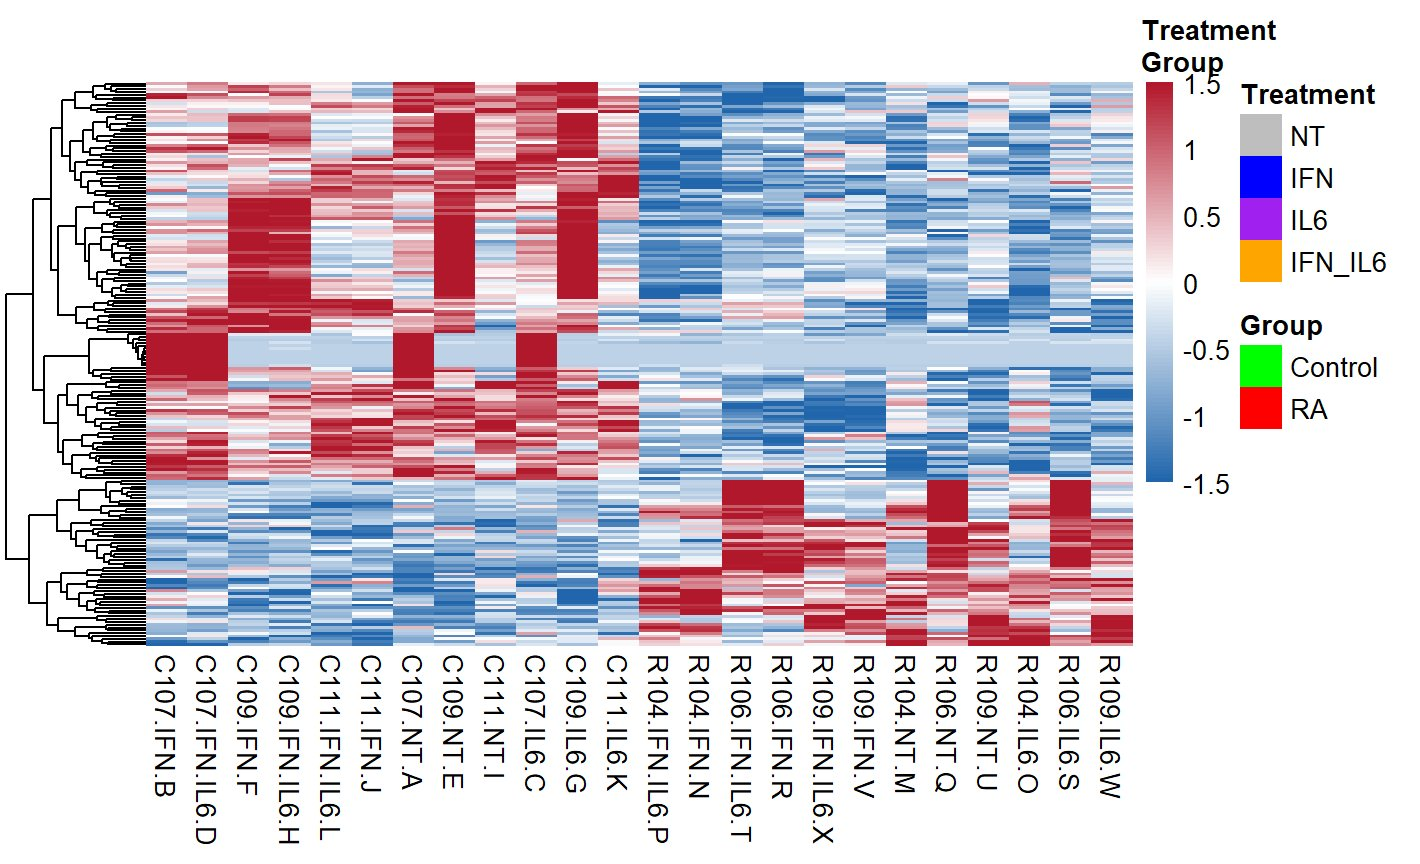 Treatment
Group
1.5
1
0.5
0
-0.5
-1
-1.5
Treatment
NT
IFN
IL6
IFN_IL6
Group
Control
RA
C107.IFN.B
C107.IFN.IL6.D
C109.IFN.F
C109.IFN.IL6.H
C111.IFN.IL6.L
C111.IFN.J
C107.NT.A
C109.NT.E
C111.NT.I
C107.IL6.C
C109.IL6.G
C111.IL6.K
R104.IFN.IL6.P
R104.IFN.N
R106.IFN.IL6.T
R106.IFN.R
R109.IFN.IL6.X
R109.IFN.V
R104.NT.M
R106.NT.Q
R109.NT.U
R104.IL6.O
R106.IL6.S
R109.IL6.W